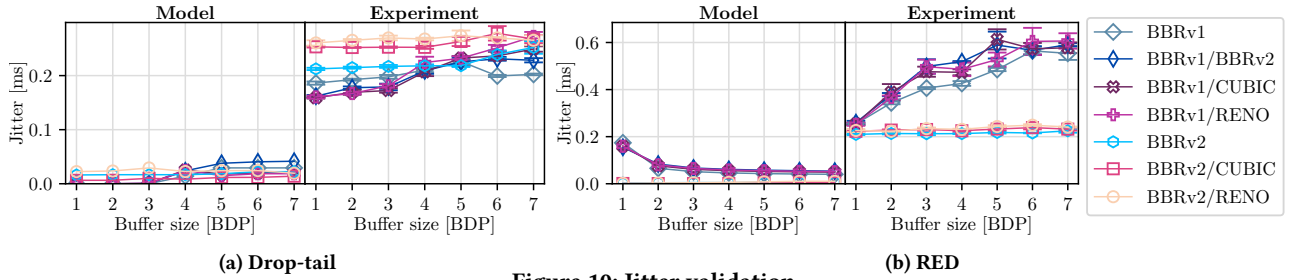 Model Experiment
Jitter [ms]
0.2
0.1
0.0
1 2 3 4 5 6 7 1 2 3 4 5 6 7
Buffer size [BDP] Buffer size [BDP]
(a) Drop-tail
Model Experiment
Jitter [ms]
0.6
0.4
0.2
0.0
1 2 3 4 5 6 7 1 2 3 4 5 6 7
Buffer size [BDP] Buffer size [BDP]
(b) RED
BBRv1
BBRv1/BBRv2
BBRv1/CUBIC
BBRv1/RENO
BBRv2
BBRv2/CUBIC
BBRv2/RENO